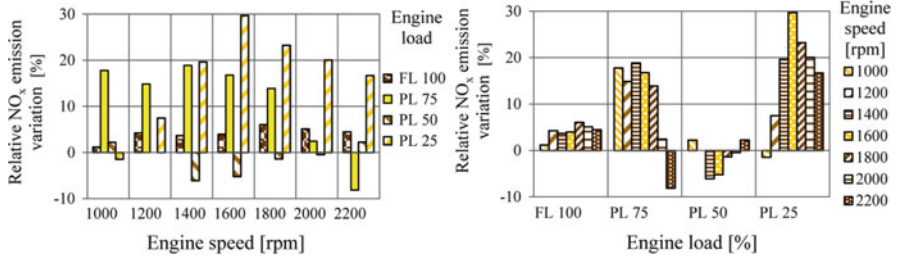 Relative NOx emission
variation [%]
30
20
10
0
-10
1000 1200 1400 1600 1800 2000 2200
Engine speed [rpm]
Engine
load
FL 100
PL 75
PL 50
PL 25
Relative NOx emission
variation [%]
30
20
10
0
-10
FL 100 PL 75 PL 50 PL 25
Engine load [%]
Engine
speed
[rpm]
1000
1200
1400
1600
1800
2000
2200